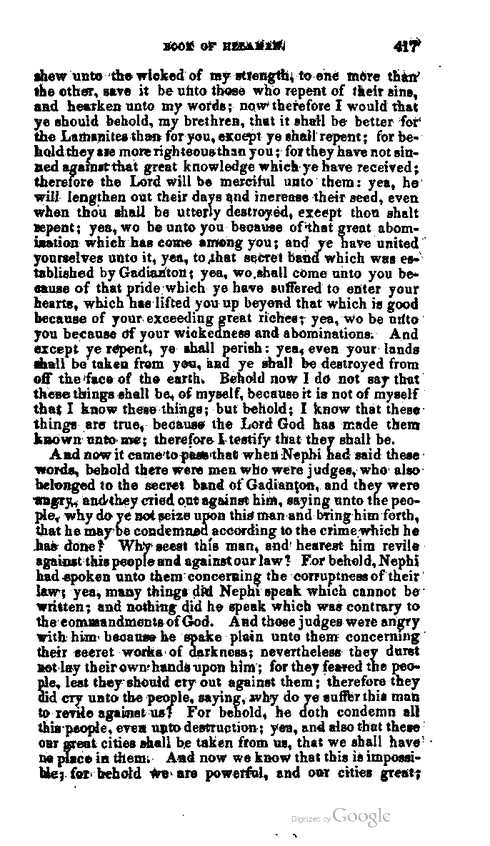 BOOK OF HELAMAN. 417
shew unto the wicked of my strength, to one more than
the other, save it be unto those who repent of their sins,
and hearken unto my words; now therefore I would that
ye should behold, my brethren, that it shall be better for
the Lamanites than for you, except ye shall repent; for be-
hold they are more righteous than you; for they have not sin-
ned against that great knowledge which ye have received;
therefore the Lord will be merciful unto them: yea, he
will lengthen out their days and increase their seed, even
when thou shall be utterly destroyed, except thou shalt
repent; yea, wo be unto you because of that great abom-
ination which has come among you; and ye have united
yourselves unto it, yea, to that secret band which was es-
tablished by Gadianton; yea, wo shall come unto you be-
cause of that pride which ye have suffered to enter your
hearts, which has lifted you up beyond that which is good
because of your exceeding great riches; yea, wo be unto
you because of your wickedness and abominations. And
except ye repent, ye shall perish: yea, even your lands
shall be taken from you, and ye shall be destroyed from
off the face of the earth. Behold now I do not say that
these things shall be, of myself, because it is not of myself
that I know these things; but behold; I know that these
things are true, because the Lord God has made them
known unto me; therefore I testify that they shall be.
And now it came to pass that when Nephi had said these
words, behold there were men who were judges, who also
belonged to the secret band of Gadianton, and they were
angry, and they cried out against him, saying unto the peo-
ple, why do ye not seize upon this man and bring him forth,
that he may be condemned according to the crime which he
has done? Why seest this man, and hearest him revile
against this people and against our law? For behold, Nephi
had spoken unto them concerning the corruptness of their
law; yea, many things did Nephi speak which cannot be
written; and nothing did he speak which was contrary to
the commandments of God. And those judges were angry
with him because he spake plain unto them concerning
their secret works of darkness; nevertheless they durst
not lay their own hands upon him; for they feared the peo-
ple, lest they should cry out against them; therefore they
did cry unto the people, saying, why do ye suffer this man
to revile against us? For behold, he doth condemn all
this people, even unto destruction; yea, and also that these
our great cities shall be taken from us, that we shall have
no place in them. And now we know that this is impossi-
ble; for behold we are powerful, and our cities great;
Digitized by Google